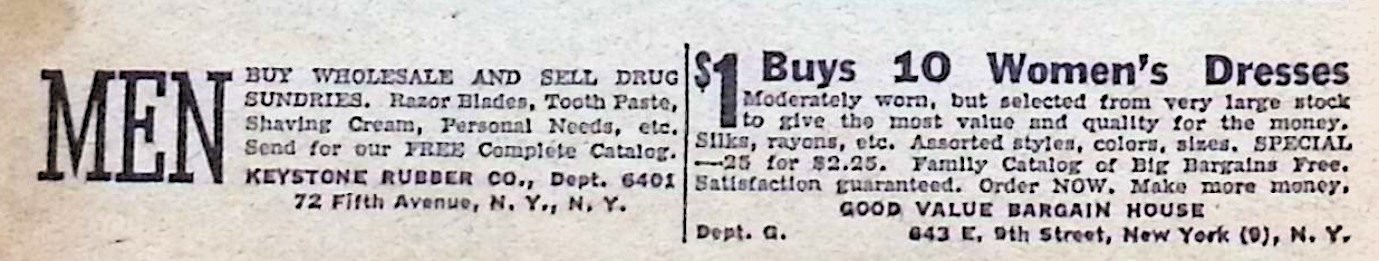 MEN
BUY WHOLESALE AND SELL DRUG
SUNDRIES. Razor Blades, Tooth Paste,
Shaving Cream, Personal Needs, etc.
Send for our FREE Complete Catalog.
KEYSTONE RUBBER CO., Dept. 6401
72 Fifth Avenue, N. Y., N. Y.
$1 Buys 10 Women's Dresses
Moderately worn, but selected from very large stock
to give the most value and quality for the money.
Silks, rayons, etc. Assorted styles, colors, sizes. SPECIAL
—25 for $2.25. Family Catalog of Big Bargains Free.
Satisfaction guaranteed. Order NOW. Make more money.
GOOD VALUE BARGAIN HOUSE
Dept. G. 643 E. 9th Street, New York (9), N. Y.